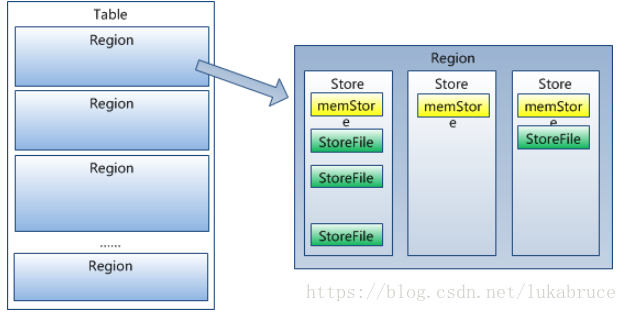 Table
Region
Region
Region
......
Region
Region
Store
memStor
e
StoreFile
StoreFile
StoreFile
Store
memStor
e
Store
memStor
e
StoreFile
https://blog.csdn.net/lukabruce